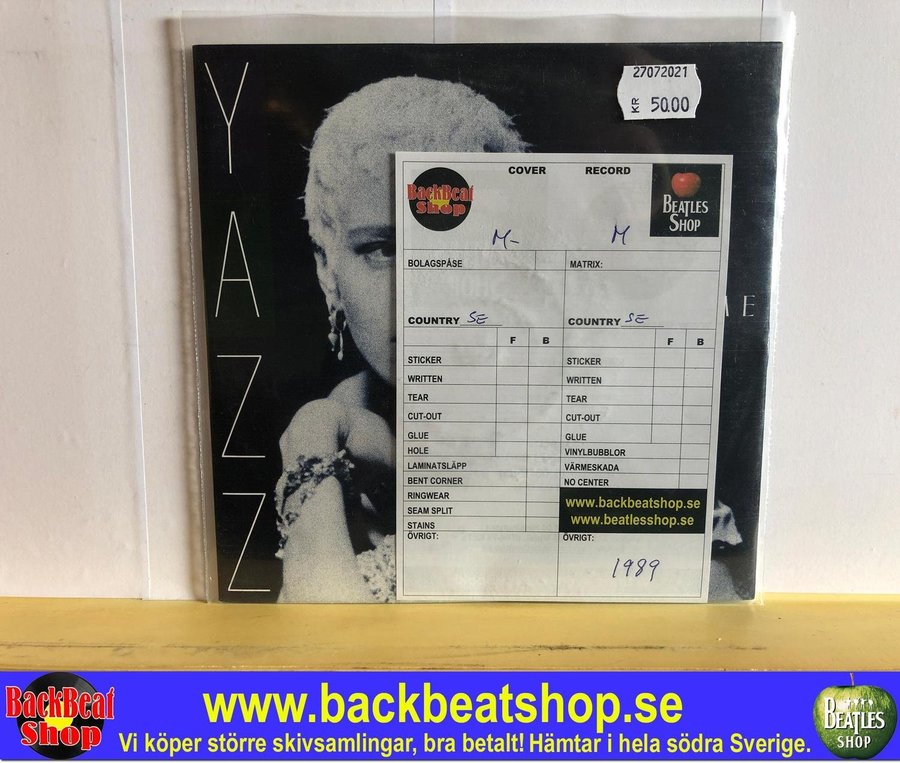 YAZZ
27072021
KR 50.00
BackBeat
Shop
COVER RECORD
BEATLES
SHOP
M- M
BOLAGSPÅSE MATRIX:
COUNTRY SE COUNTRY SE
F B F B
STICKER STICKER
WRITTEN WRITTEN
TEAR TEAR
CUT-OUT CUT-OUT
GLUE GLUE
HOLE VINYLBUBBLOR
LAMINATSLÄPP VÄRMESKADA
BENT CORNER NO CENTER
RINGWEAR
SEAM SPLIT
STAINS
www.backbeatshop.se
www.beatlesshop.se
ÖVRIGT: ÖVRIGT:
1989
BackBeat
Shop
www.backbeatshop.se
Vi köper större skivsamlingar, bra betalt! Hämtar i hela södra Sverige.
BEATLES
SHOP